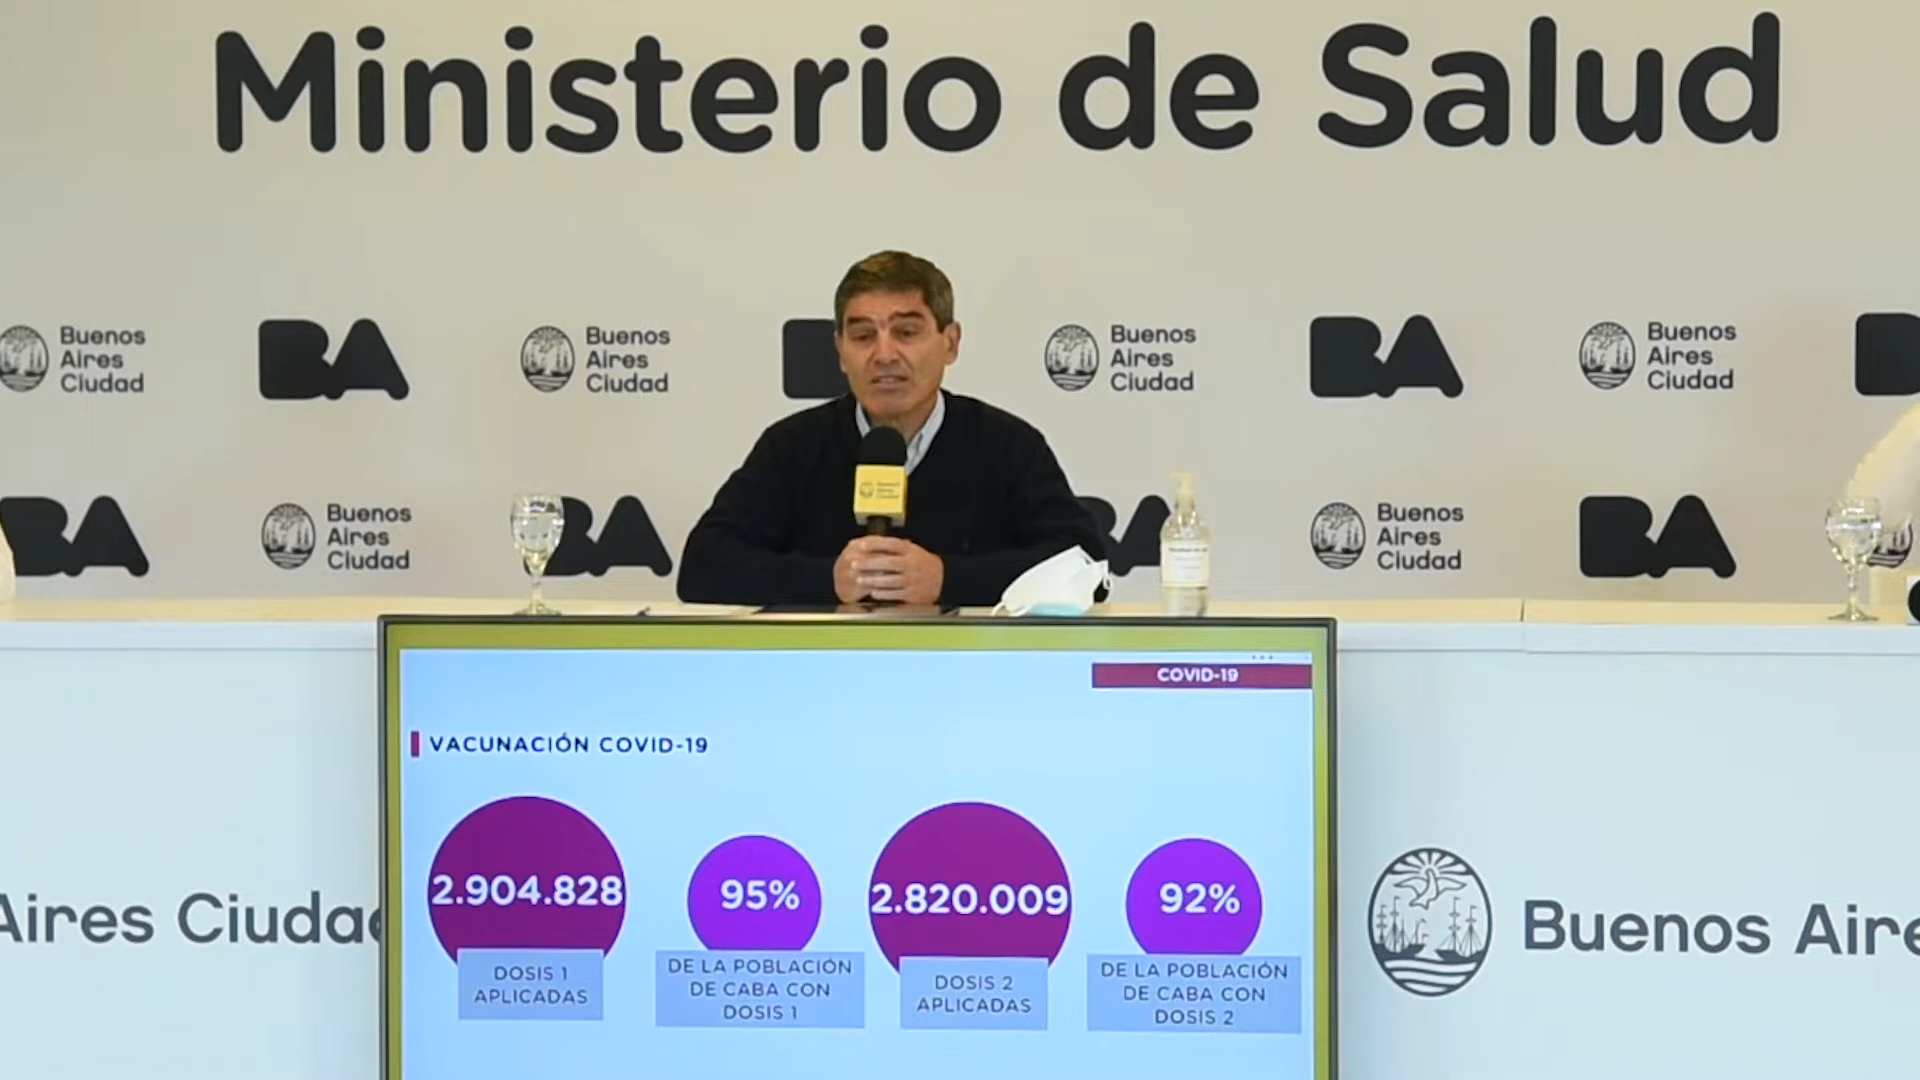 Ministerio de Salud
Buenos
Aires
Ciudad
BA
Buenos
Aires
Ciudad
Buenos
Aires
Ciudad
BA
Buenos
Aires
Ciudad
BA
Buenos
Aires
Ciudad
BA
BA
Buenos
Aires
Ciudad
BA
COVID-19
VACUNACIÓN COVID-19
2.904.828
DOSIS 1
APLICADAS
95%
DE LA POBLACIÓN
DE CABA CON
DOSIS 1
2.820.009
DOSIS 2
APLICADAS
92%
DE LA POBLACIÓN
DE CABA CON
DOSIS 2
Aires Ciudad
Buenos Aire